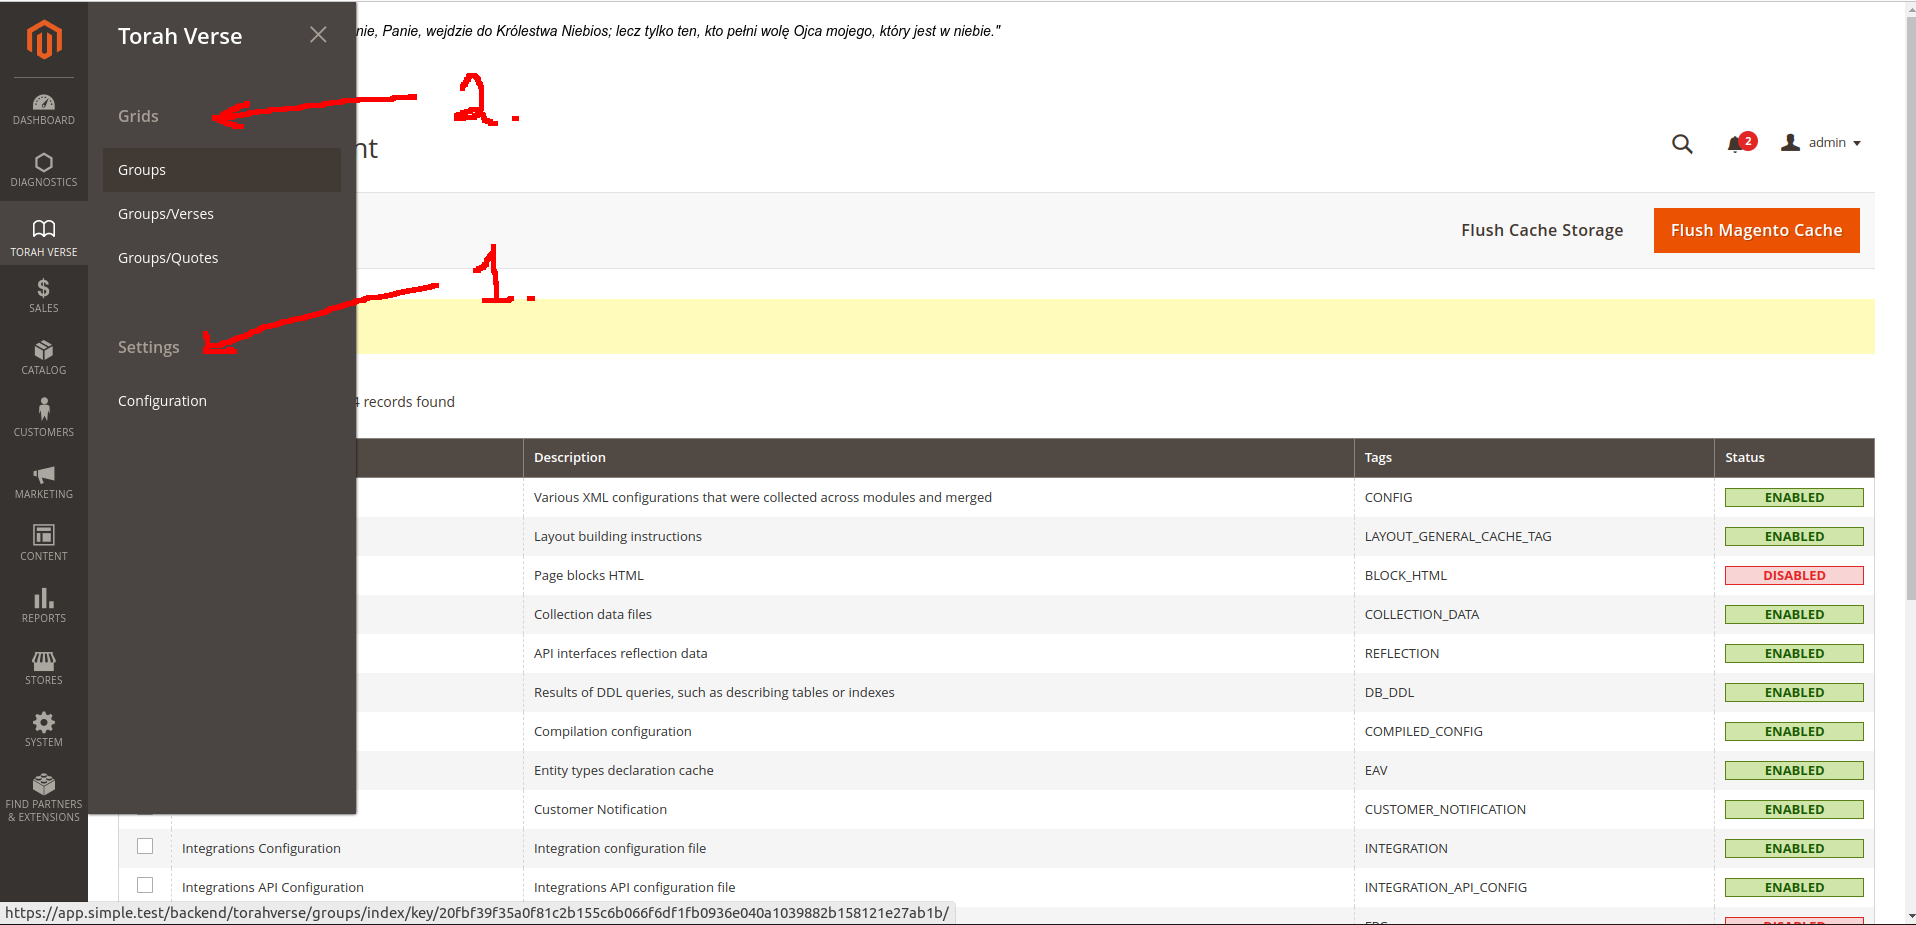 Torah Verse
nie, Panie, wejdzie do Królestwa Niebios; lecz tylko ten, kto pełni wolę Ojca mojego, który jest w niebie."
2.
DASHBOARD
Grids
nt
2
admin
DIAGNOSTICS
Groups
TORAH VERSE
Groups/Verses
Flush Cache Storage
Flush Magento Cache
Groups/Quotes
1.
SALES
Settings
CATALOG
Configuration
4 records found
CUSTOMERS
Description Tags Status
MARKETING
Various XML configurations that were collected across modules and merged CONFIG ENABLED
Layout building instructions LAYOUT_GENERAL_CACHE_TAG ENABLED
CONTENT
Page blocks HTML BLOCK_HTML DISABLED
Collection data files COLLECTION_DATA ENABLED
REPORTS
API interfaces reflection data REFLECTION ENABLED
STORES
Results of DDL queries, such as describing tables or indexes DB_DDL ENABLED
Compilation configuration COMPILED_CONFIG ENABLED
SYSTEM
Entity types declaration cache EAV ENABLED
FIND PARTNERS
& EXTENSIONS
Customer Notification CUSTOMER_NOTIFICATION ENABLED
Integrations Configuration Integration configuration file INTEGRATION ENABLED
Integrations API Configuration Integrations API configuration file INTEGRATION_API_CONFIG ENABLED
https://app.simple.test/backend/torahverse/groups/index/key/20fbf39f35a0f81c2b155c6b066f6df1fb0936e040a1039882b158121e27ab1b/
DISABLED